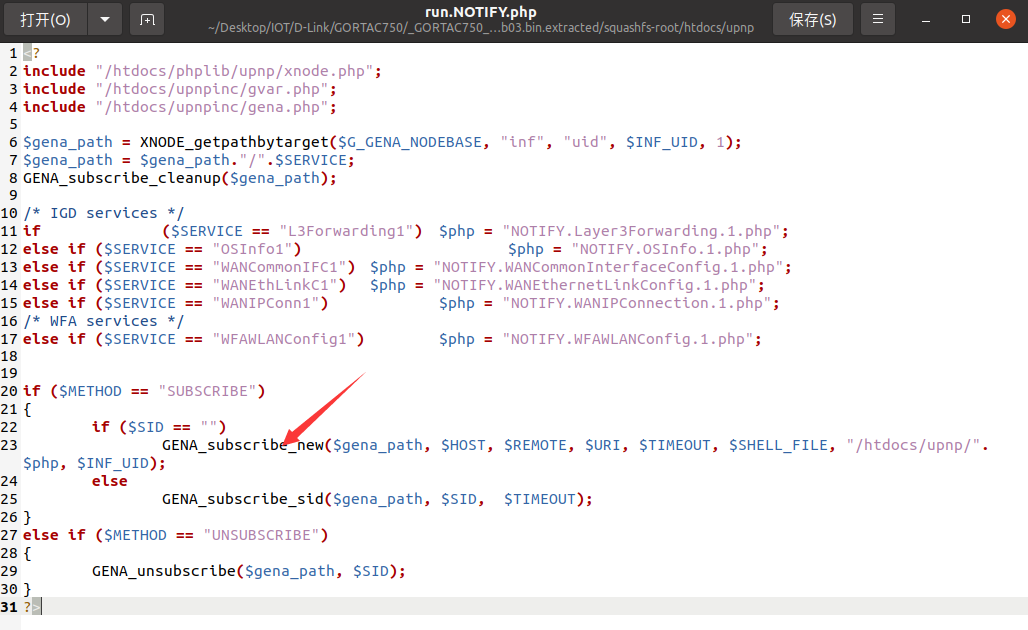 打开(O)
run.NOTIFY.php
~/Desktop/IOT/D-Link/GORTAC750/_GORTAC750_...b03.bin.extracted/squashfs-root/htdocs/upnp
保存(S)
1 <?
2 include "/htdocs/phplib/upnp/xnode.php";
3 include "/htdocs/upnpinc/gvar.php";
4 include "/htdocs/upnpinc/gena.php";
5
6 $gena_path = XNODE_getpathbytarget($G_GENA_NODEBASE, "inf", "uid", $INF_UID, 1);
7 $gena_path = $gena_path."/".$SERVICE;
8 GENA_subscribe_cleanup($gena_path);
9
10 /* IGD services */
11 if ($SERVICE == "L3Forwarding1") $php = "NOTIFY.Layer3Forwarding.1.php";
12 else if ($SERVICE == "OSInfo1") $php = "NOTIFY.OSInfo.1.php";
13 else if ($SERVICE == "WANCommonIFC1") $php = "NOTIFY.WANCommonInterfaceConfig.1.php";
14 else if ($SERVICE == "WANEthLinkC1") $php = "NOTIFY.WANEthernetLinkConfig.1.php";
15 else if ($SERVICE == "WANIPConn1") $php = "NOTIFY.WANIPConnection.1.php";
16 /* WFA services */
17 else if ($SERVICE == "WFAWLANConfig1") $php = "NOTIFY.WFAWLANConfig.1.php";
18
19
20 if ($METHOD == "SUBSCRIBE")
21 {
22 if ($SID == "")
23 GENA_subscribe_new($gena_path, $HOST, $REMOTE, $URI, $TIMEOUT, $SHELL_FILE, "/htdocs/upnp/".
$php, $INF_UID);
24 else
25 GENA_subscribe_sid($gena_path, $SID, $TIMEOUT);
26 }
27 else if ($METHOD == "UNSUBSCRIBE")
28 {
29 GENA_unsubscribe($gena_path, $SID);
30 }
31 ?>